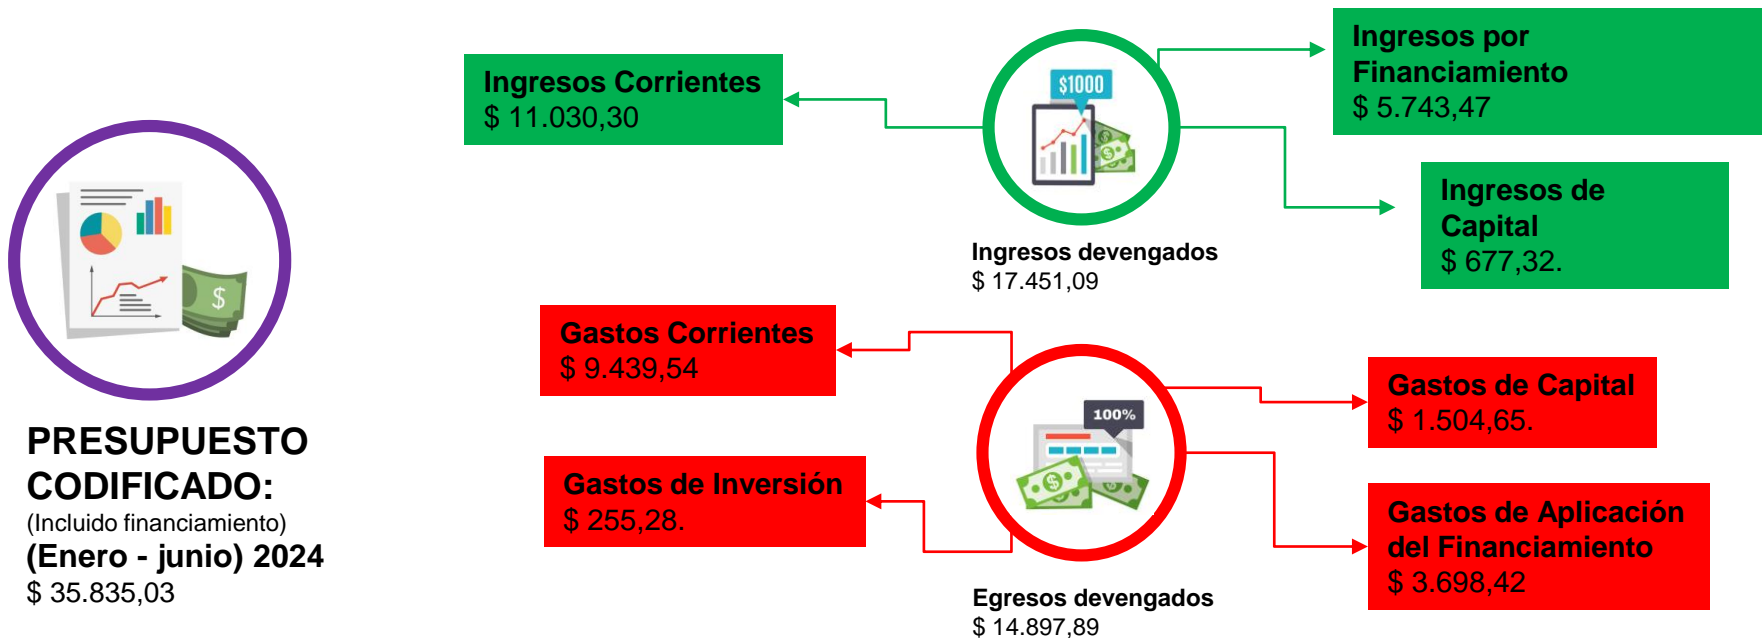 PRESUPUESTO
CODIFICADO:
(Incluido financiamiento)
(Enero - junio) 2024
$ 35.835,03
Ingresos Corrientes
$ 11.030,30
$1000
Ingresos devengados
$ 17.451,09
Ingresos por
Financiamiento
$ 5.743,47
Ingresos de
Capital
$ 677,32.
Gastos Corrientes
$ 9.439,54
Gastos de Inversión
$ 255,28.
100%
Egresos devengados
$ 14.897,89
Gastos de Capital
$ 1.504,65.
Gastos de Aplicación
del Financiamiento
$ 3.698,42